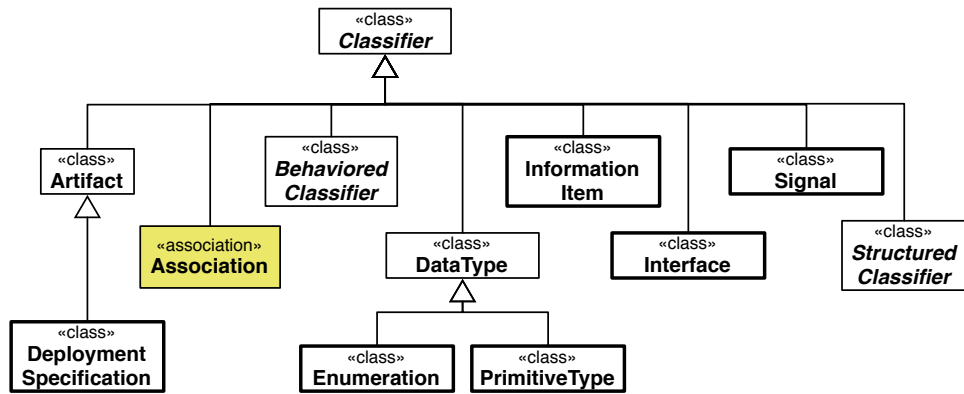 «class»
Classifier
«class»
Artifact
«association»
Association
«class»
Behaviored
Classifier
«class»
DataType
«class»
Information
Item
«class»
Interface
«class»
Signal
«class»
Structured
Classifier
«class»
Deployment
Specification
«class»
Enumeration
«class»
PrimitiveType